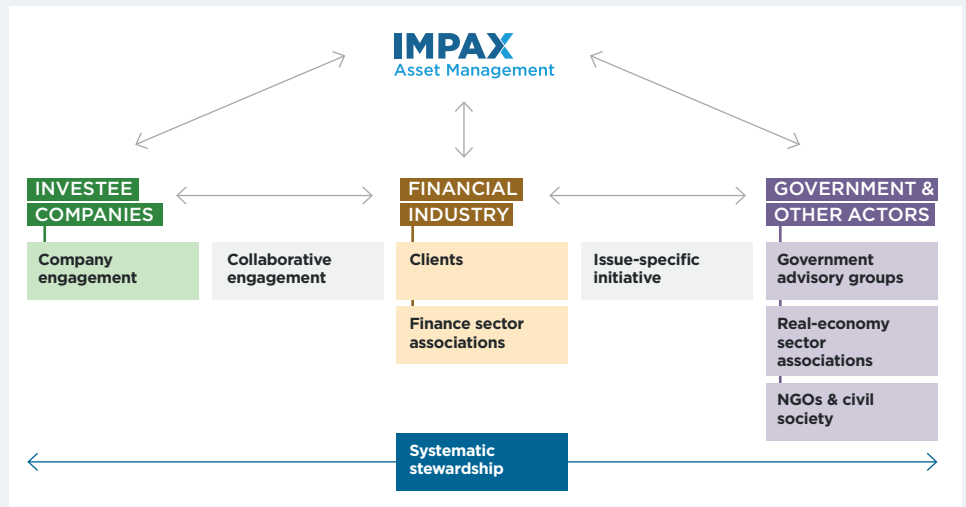 IMPAX
Asset Management
INVESTEE
COMPANIES
FINANCIAL
INDUSTRY
GOVERNMENT &
OTHER ACTORS
Company
engagement
Collaborative
engagement
Clients
Issue-specific
initiative
Government
advisory groups
Finance sector
associations
Real-economy
sector
associations
NGOs & civil
society
Systematic
stewardship